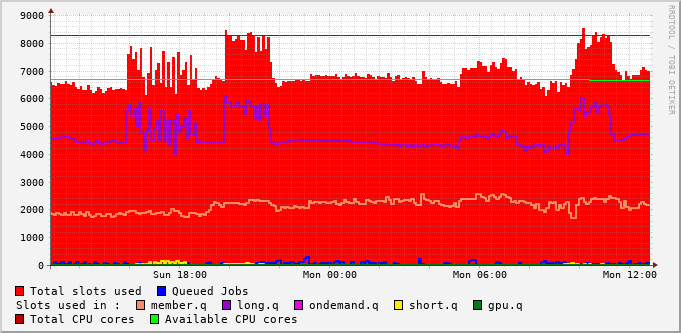 9000
8000
7000
6000
5000
4000
3000
2000
1000
0
Sun 18:00 Mon 00:00 Mon 06:00 Mon 12:00
Total slots used Queued Jobs
Slots used in : member.q long.q ondemand.q short.q gpu.q
Total CPU cores Available CPU cores
RRDTOOL / TOBI OETIKER